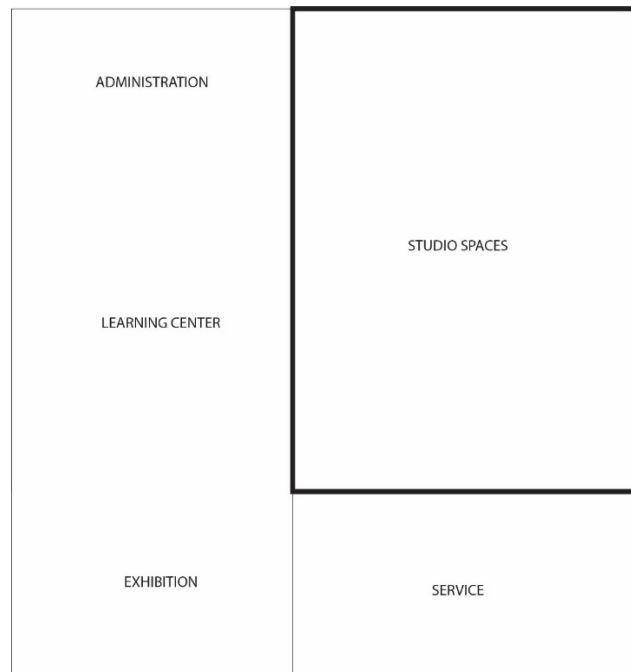 ADMINISTRATION
STUDIO SPACES
LEARNING CENTER
EXHIBITION
SERVICE